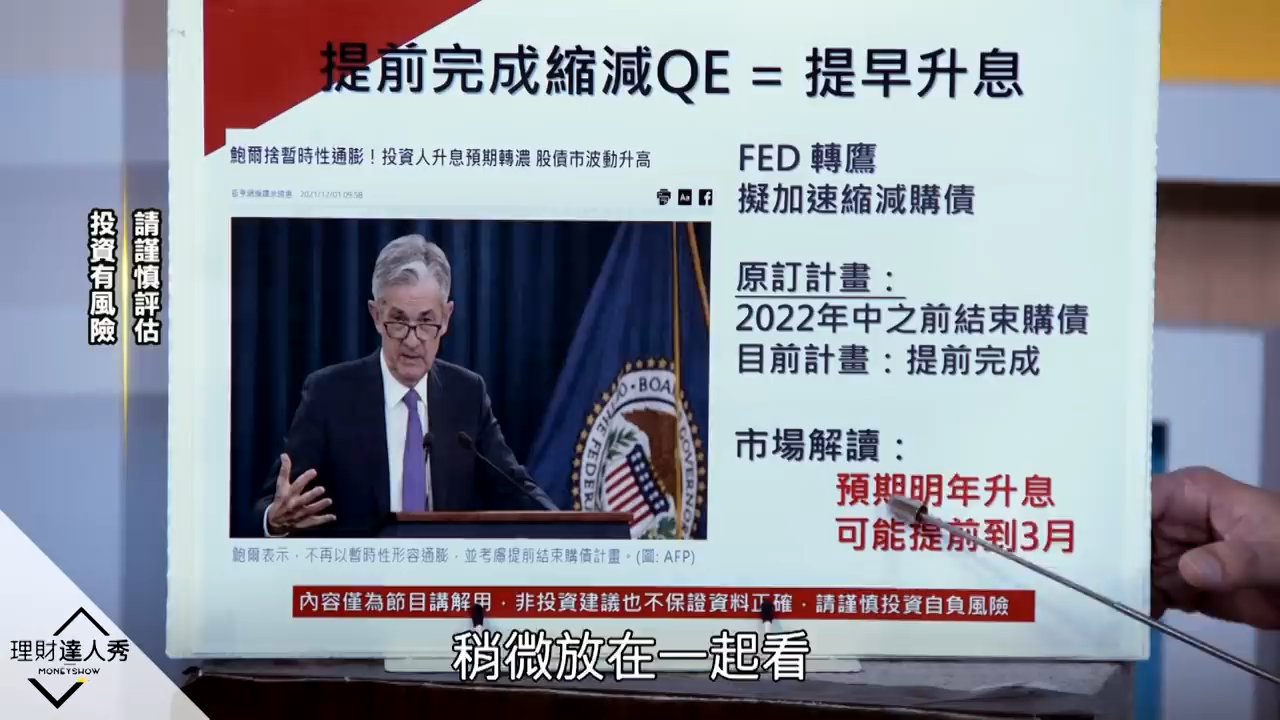 提前完成縮減QE = 提早升息
鮑爾捨暫時性通膨！投資人升息預期轉濃 股債市波動升高
2021/12/01 09:58
Aa
FED 轉鷹
擬加速縮減購債
原訂計畫：
2022年中之前結束購債
目前計畫：提前完成
市場解讀：
預期明年升息
可能提前到3月
THE FEDER
BOA
GOVERNOR
鮑爾表示，不再以暫時性形容通膨，並考慮提前結束購債計畫。(圖: AFP)
內容僅為節目講解用，非投資建議也不保證資料正確，請謹慎投資自負風險
請謹慎評估
投資有風險
理財達人秀
MONEYSHOW
稍微放在一起看